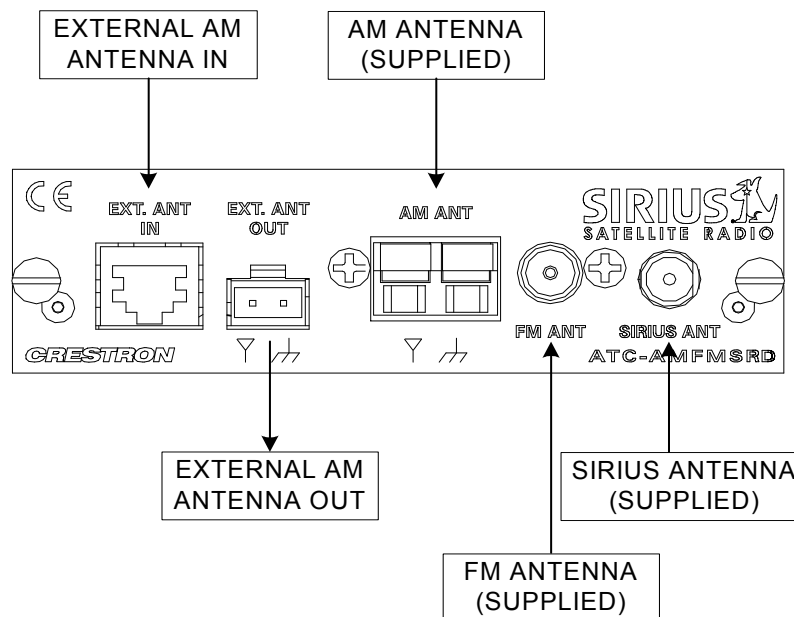 EXTERNAL AM
ANTENNA IN
AM ANTENNA
(SUPPLIED)
CE
EXT. ANT
IN
EXT. ANT
OUT
AM ANT
SIRIUS
SATELLITE RADIO
FM ANT
SIRIUS ANT
CRESTRON
ATC-AMFMSRD
EXTERNAL AM
ANTENNA OUT
SIRIUS ANTENNA
(SUPPLIED)
FM ANTENNA
(SUPPLIED)